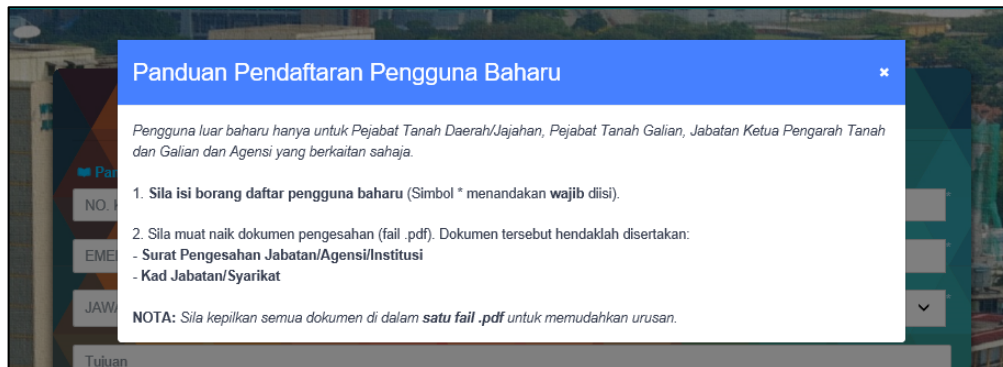 Panduan Pendaftaran Pengguna Baharu
Pengguna luar baharu hanya untuk Pejabat Tanah Daerah/Jajahan, Pejabat Tanah Galian, Jabatan Ketua Pengarah Tanah
dan Galian dan Agensi yang berkaitan sahaja.
1. Sila isi borang daftar pengguna baharu (Simbol * menandakan wajib diisi).
2. Sila muat naik dokumen pengesahan (fail .pdf). Dokumen tersebut hendaklah disertakan:
- Surat Pengesahan Jabatan/Agensi/Institusi
- Kad Jabatan/Syarikat
NOTA: Sila kepilkan semua dokumen di dalam satu fail .pdf untuk memudahkan urusan.
NO.
Tujuan